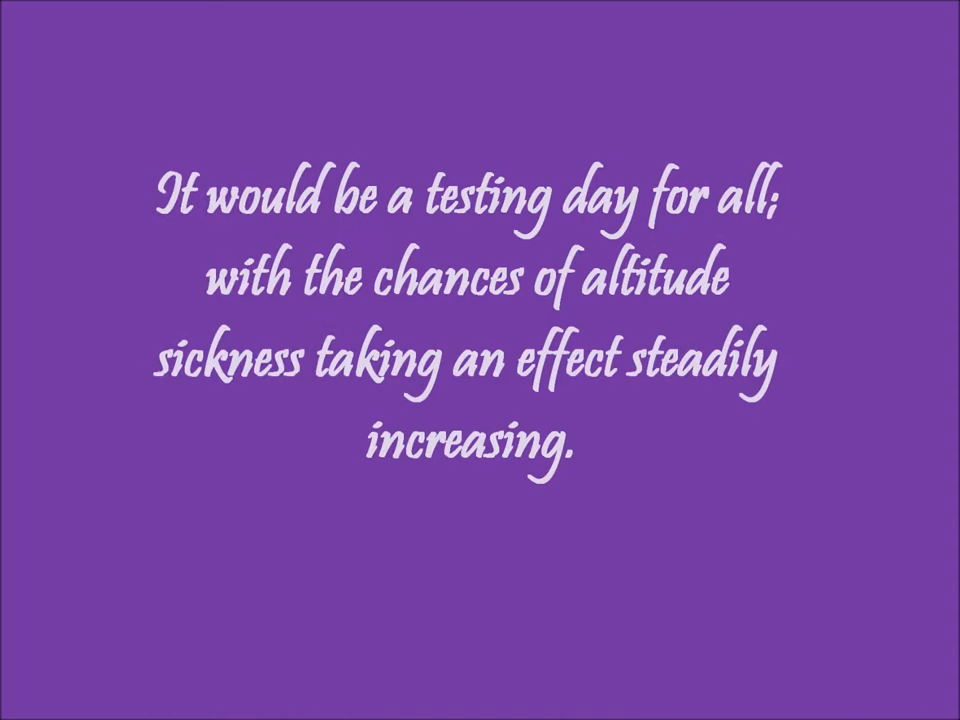 It would be a testing day for all;
with the chances of altitude
sickness taking an effect steadily
increasing.